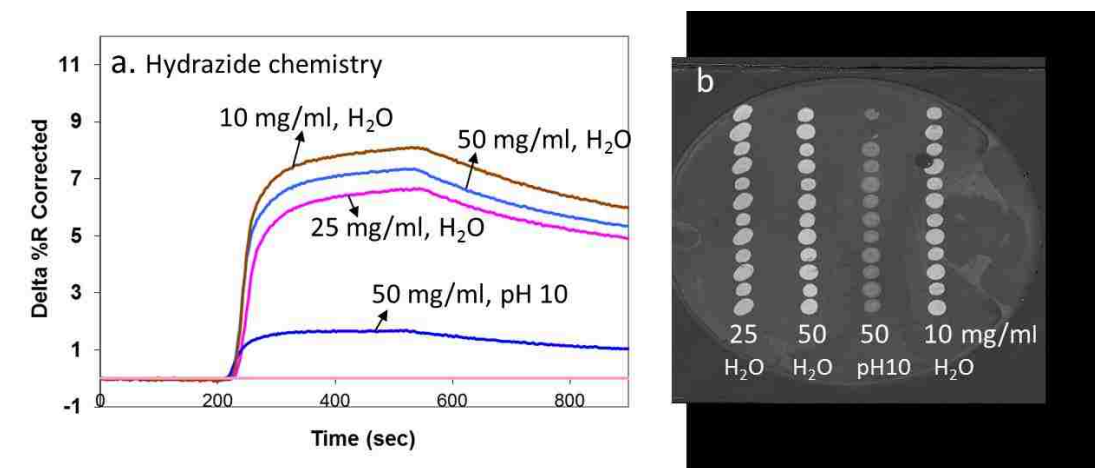 a. Hydrazide chemistry
Delta %R Corrected
11
9
7
5
3
1
-1
10 mg/ml, H₂O
50 mg/ml, H₂O
25 mg/ml, H₂O
50 mg/ml, pH 10
0 200 400 600 800
Time (sec)
b
25 50 50 10 mg/ml
H₂O H₂O pH10 H₂O